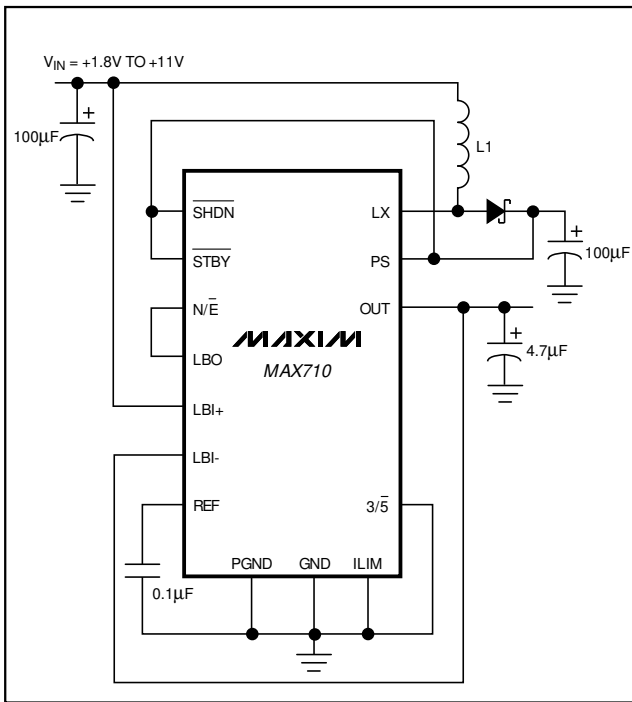 VIN = +1.8V TO +11V
100µF
L1
SHDN
LX
STBY
PS
100µF
N/E
OUT
MAXIM
MAX710
4.7µF
LBO
LBI+
LBI-
REF
3/5
PGND GND ILIM
0.1µF